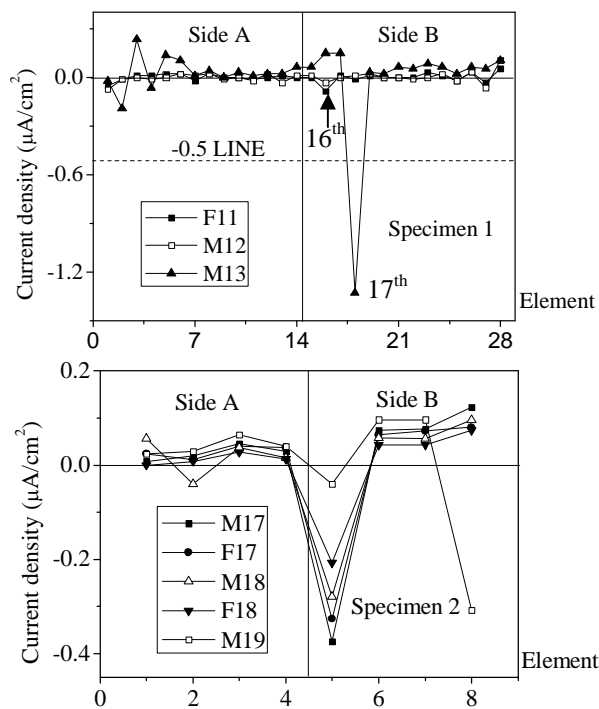 Side A
Side B
0.0
-0.5 LINE
16th
-0.6
F11
M12
M13
Specimen 1
-1.2
17th
Current density (µA/cm²)
Element
0
7
14
21
28
0.2
Side A
Side B
0.0
M17
F17
M18
F18
M19
-0.2
Specimen 2
-0.4
Current density (µA/cm²)
Element
0
2
4
6
8